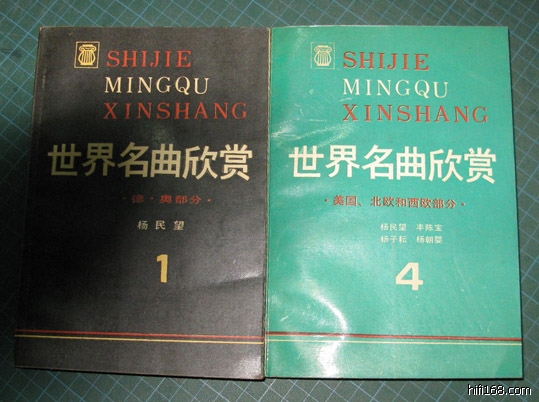 SHIJIE
MINGQU
XINSHANG
世界名曲欣赏
·德·奥部分·
杨民望
1
SHIJIE
MINGQU
XINSHANG
世界名曲欣赏
·美国、北欧和西欧部分·
杨民望 丰陈宝
杨子耘 杨朝婴
4
hifi168.com